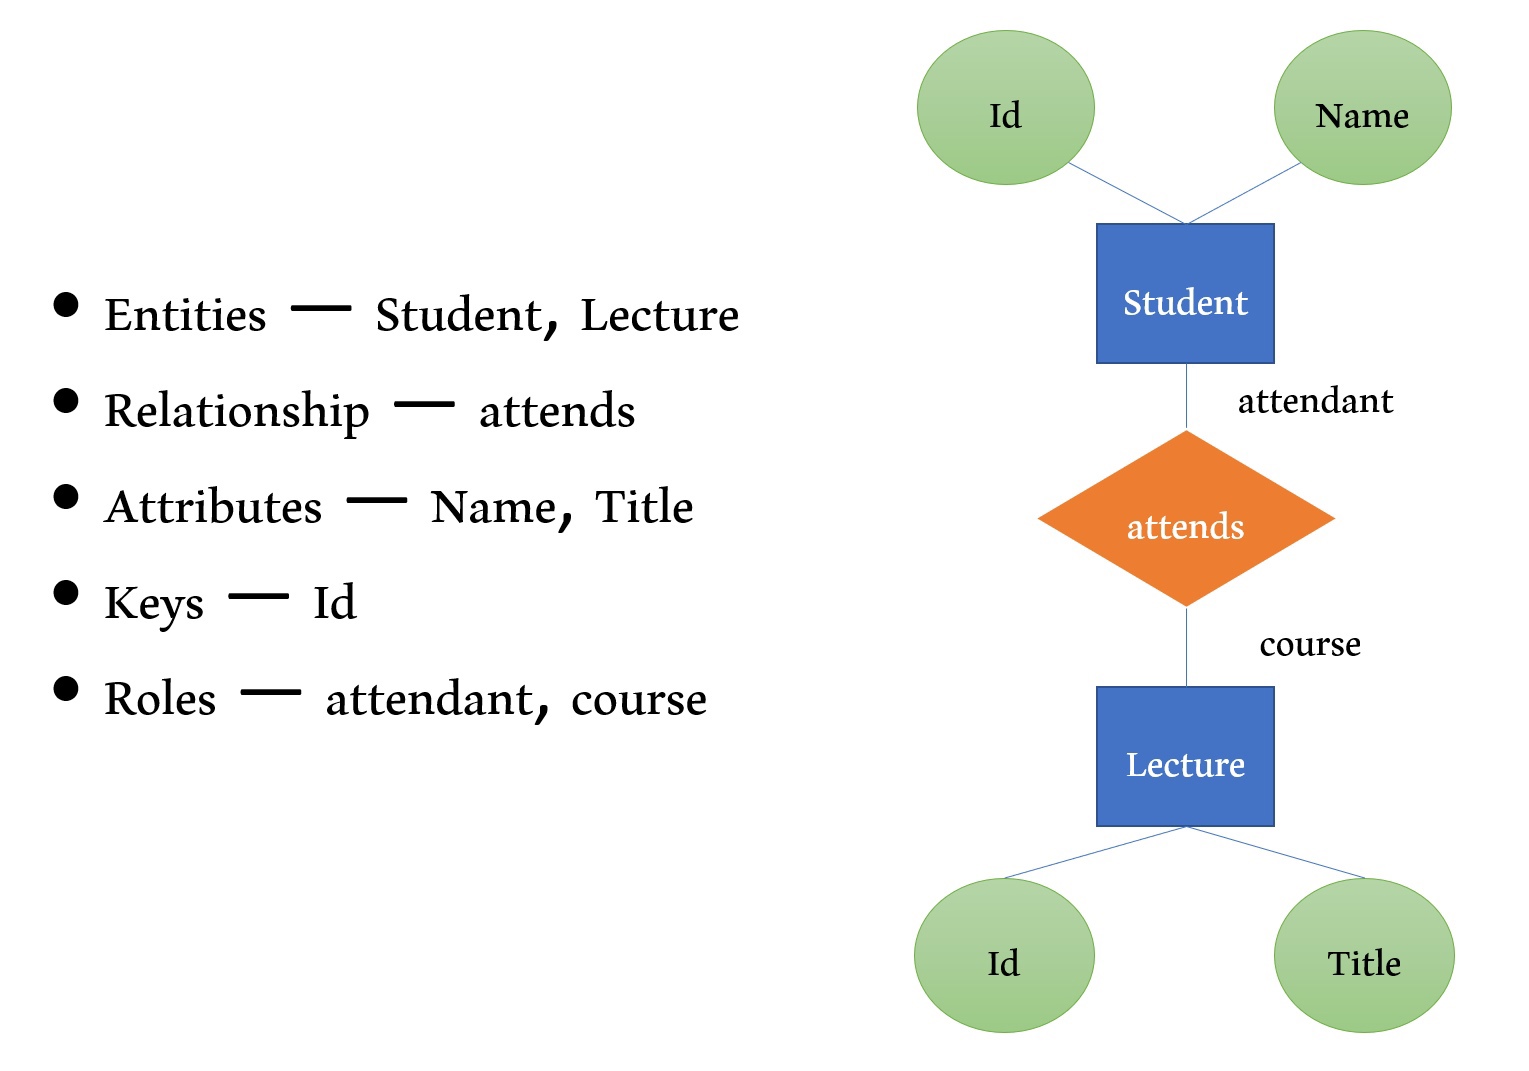 • Entities — Student, Lecture
• Relationship — attends
• Attributes — Name, Title
• Keys — Id
• Roles — attendant, course
Id
Name
Student
attendant
attends
course
Lecture
Id
Title